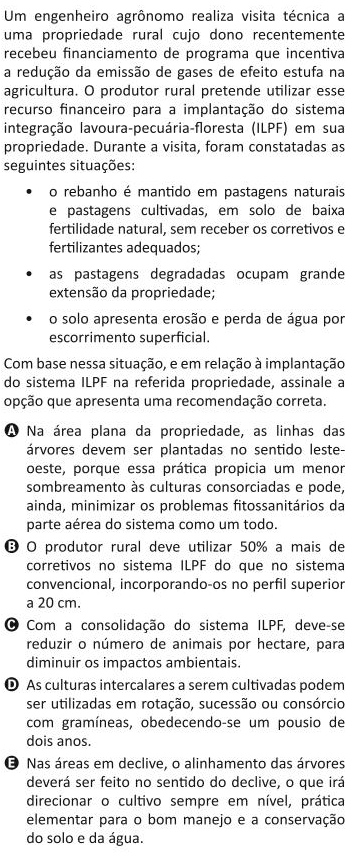 Um engenheiro agrônomo realiza visita técnica a
uma propriedade rural cujo dono recentemente
recebeu financiamento de programa que incentiva
a redução da emissão de gases de efeito estufa na
agricultura. O produtor rural pretende utilizar esse
recurso financeiro para a implantação do sistema
integração lavoura-pecuária-floresta (ILPF) em sua
propriedade. Durante a visita, foram constatadas as
seguintes situações:
• o rebanho é mantido em pastagens naturais
e pastagens cultivadas, em solo de baixa
fertilidade natural, sem receber os corretivos e
fertilizantes adequados;
• as pastagens degradadas ocupam grande
extensão da propriedade;
• o solo apresenta erosão e perda de água por
escorrimento superficial.
Com base nessa situação, e em relação à implantação
do sistema ILPF na referida propriedade, assinale a
opção que apresenta uma recomendação correta.
A Na área plana da propriedade, as linhas das
árvores devem ser plantadas no sentido leste-
oeste, porque essa prática propicia um menor
sombreamento às culturas consorciadas e pode,
ainda, minimizar os problemas fitossanitários da
parte aérea do sistema como um todo.
B O produtor rural deve utilizar 50% a mais de
corretivos no sistema ILPF do que no sistema
convencional, incorporando-os no perfil superior
a 20 cm.
C Com a consolidação do sistema ILPF, deve-se
reduzir o número de animais por hectare, para
diminuir os impactos ambientais.
D As culturas intercalares a serem cultivadas podem
ser utilizadas em rotação, sucessão ou consórcio
com gramíneas, obedecendo-se um pousio de
dois anos.
E Nas áreas em declive, o alinhamento das árvores
deverá ser feito no sentido do declive, o que irá
direcionar o cultivo sempre em nível, prática
elementar para o bom manejo e a conservação
do solo e da água.